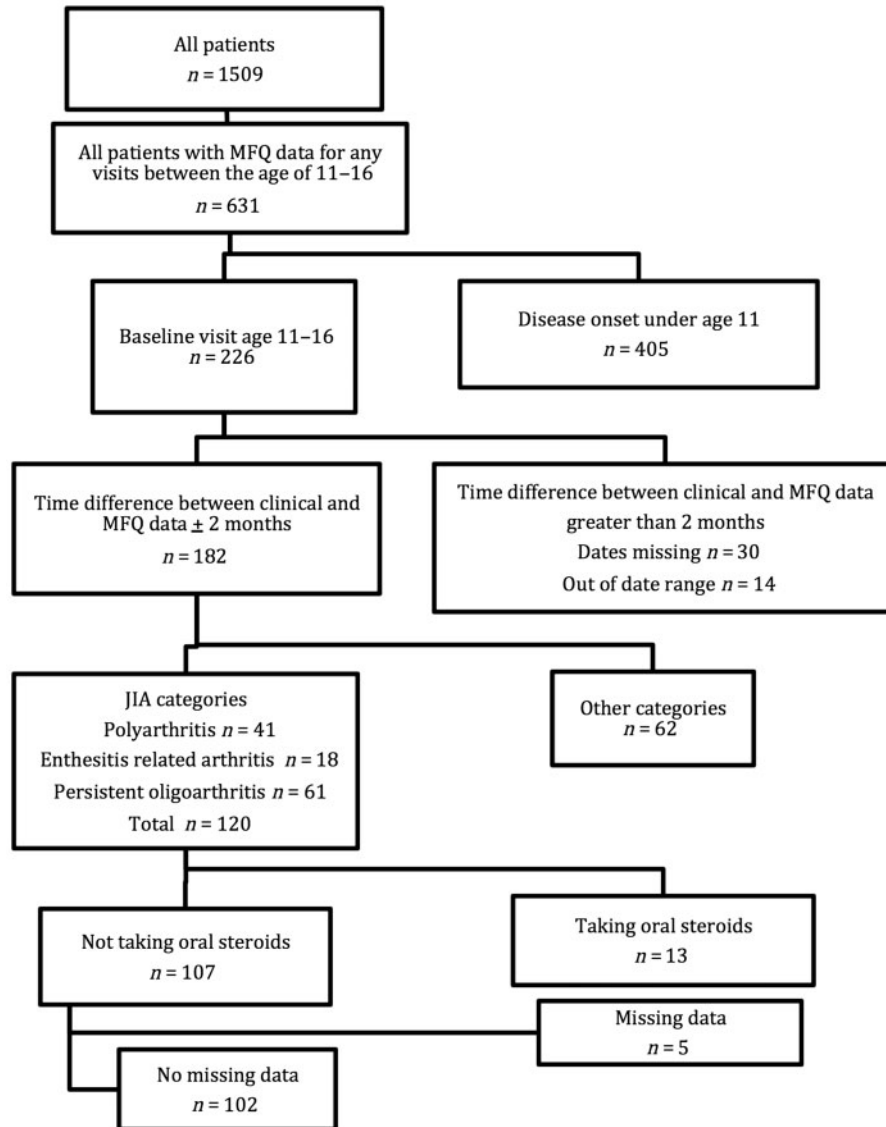 All patients
n = 1509
All patients with MFQ data for any
visits between the age of 11–16
n = 631
Baseline visit age 11–16
n = 226
Disease onset under age 11
n = 405
Time difference between clinical and
MFQ data ± 2 months
n = 182
Time difference between clinical and MFQ data
greater than 2 months
Dates missing n = 30
Out of date range n = 14
JIA categories
Polyarthritis n = 41
Enthesitis related arthritis n = 18
Persistent oligoarthritis n = 61
Total n = 120
Other categories
n = 62
Not taking oral steroids
n = 107
Taking oral steroids
n = 13
Missing data
n = 5
No missing data
n = 102